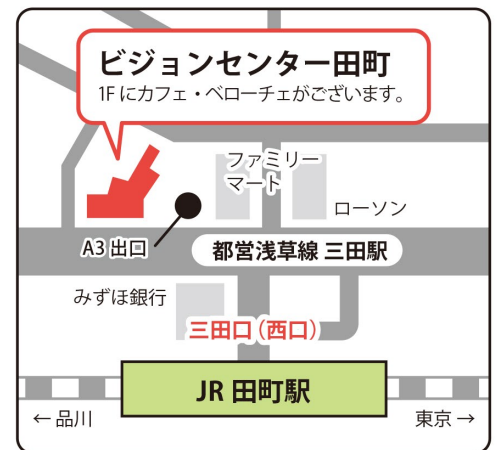 ビジョンセンター田町
1Fにカフェ・ベローチェがございます。
ファミリー
マート
ローソン
A3 出口
都営浅草線 三田駅
みずほ銀行
三田口(西口)
JR 田町駅
← 品川
東京 →